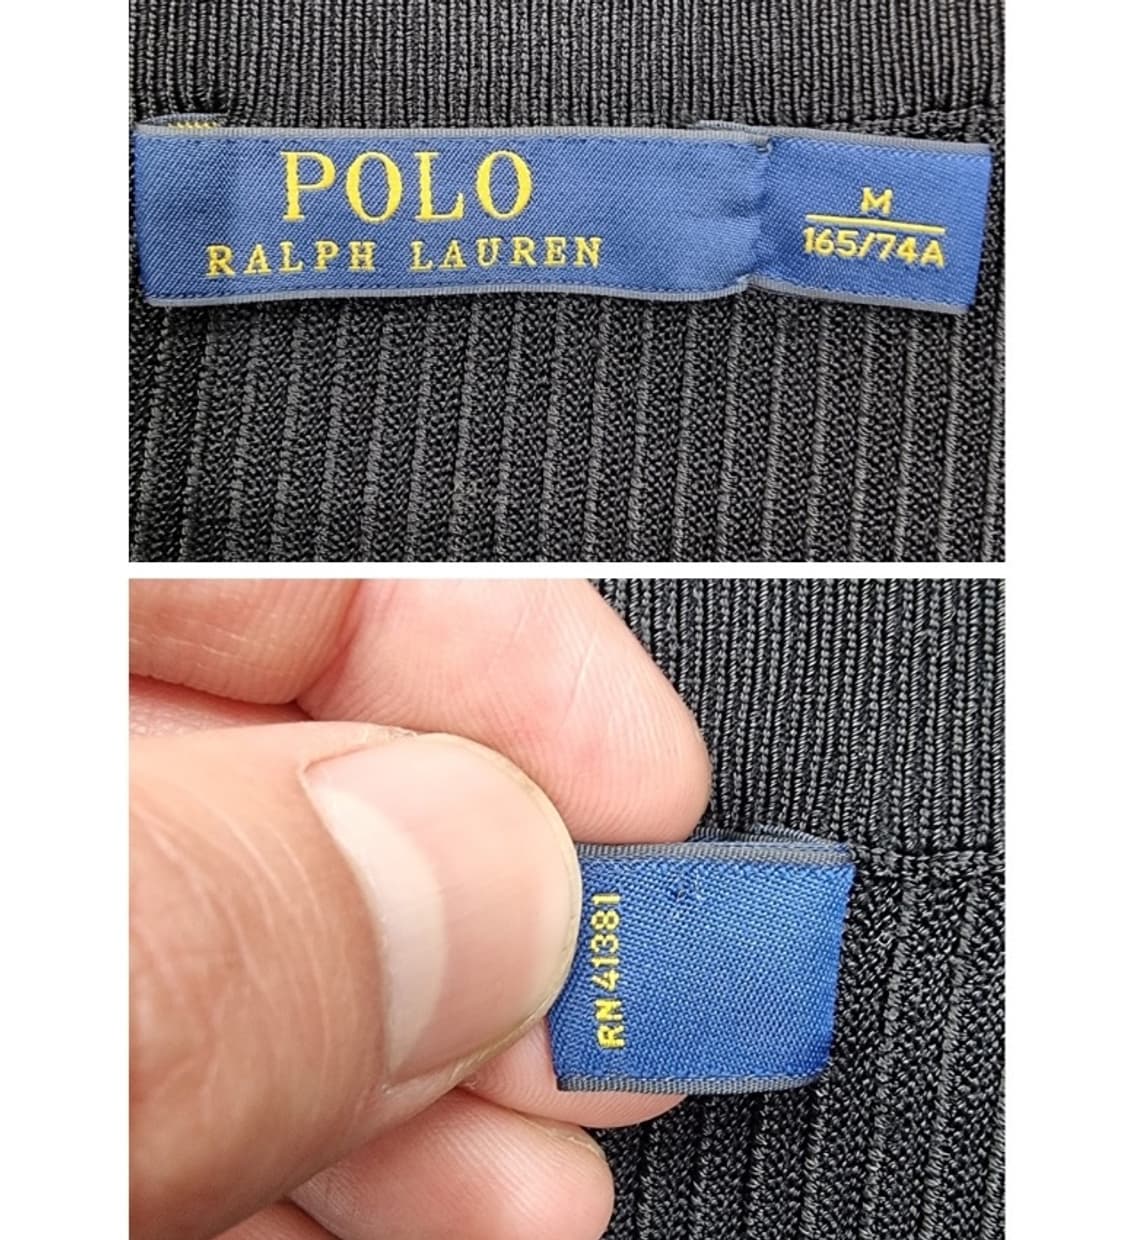 POLO
RALPH LAUREN
M
165/74A
RN 41381